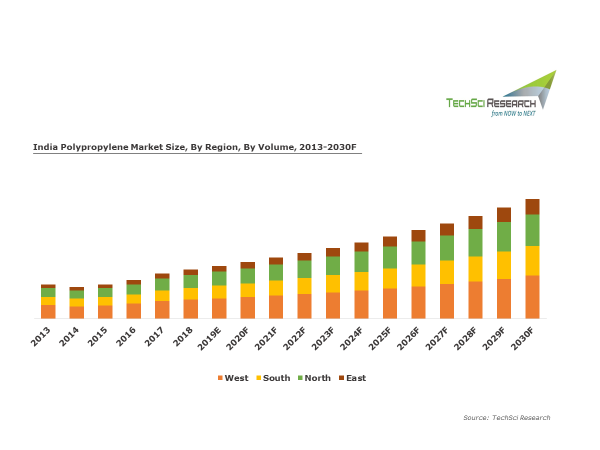 TECHSCI RESEARCH
from NOW to NEXT
India Polypropylene Market Size, By Region, By Volume, 2013-2030F
2013 2014 2015 2016 2017 2018 2019E 2020F 2021F 2022F 2023F 2024F 2025F 2026F 2027F 2028F 2029F 2030F
West South North East
Source: TechSci Research